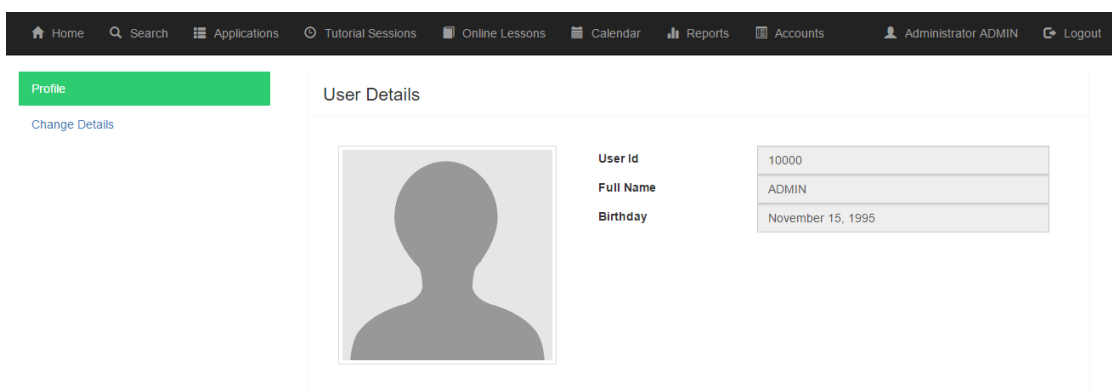 Home Search Applications Tutorial Sessions Online Lessons Calendar Reports Accounts Administrator ADMIN Logout
Profile
Change Details
User Details
User Id 10000
Full Name ADMIN
Birthday November 15, 1995